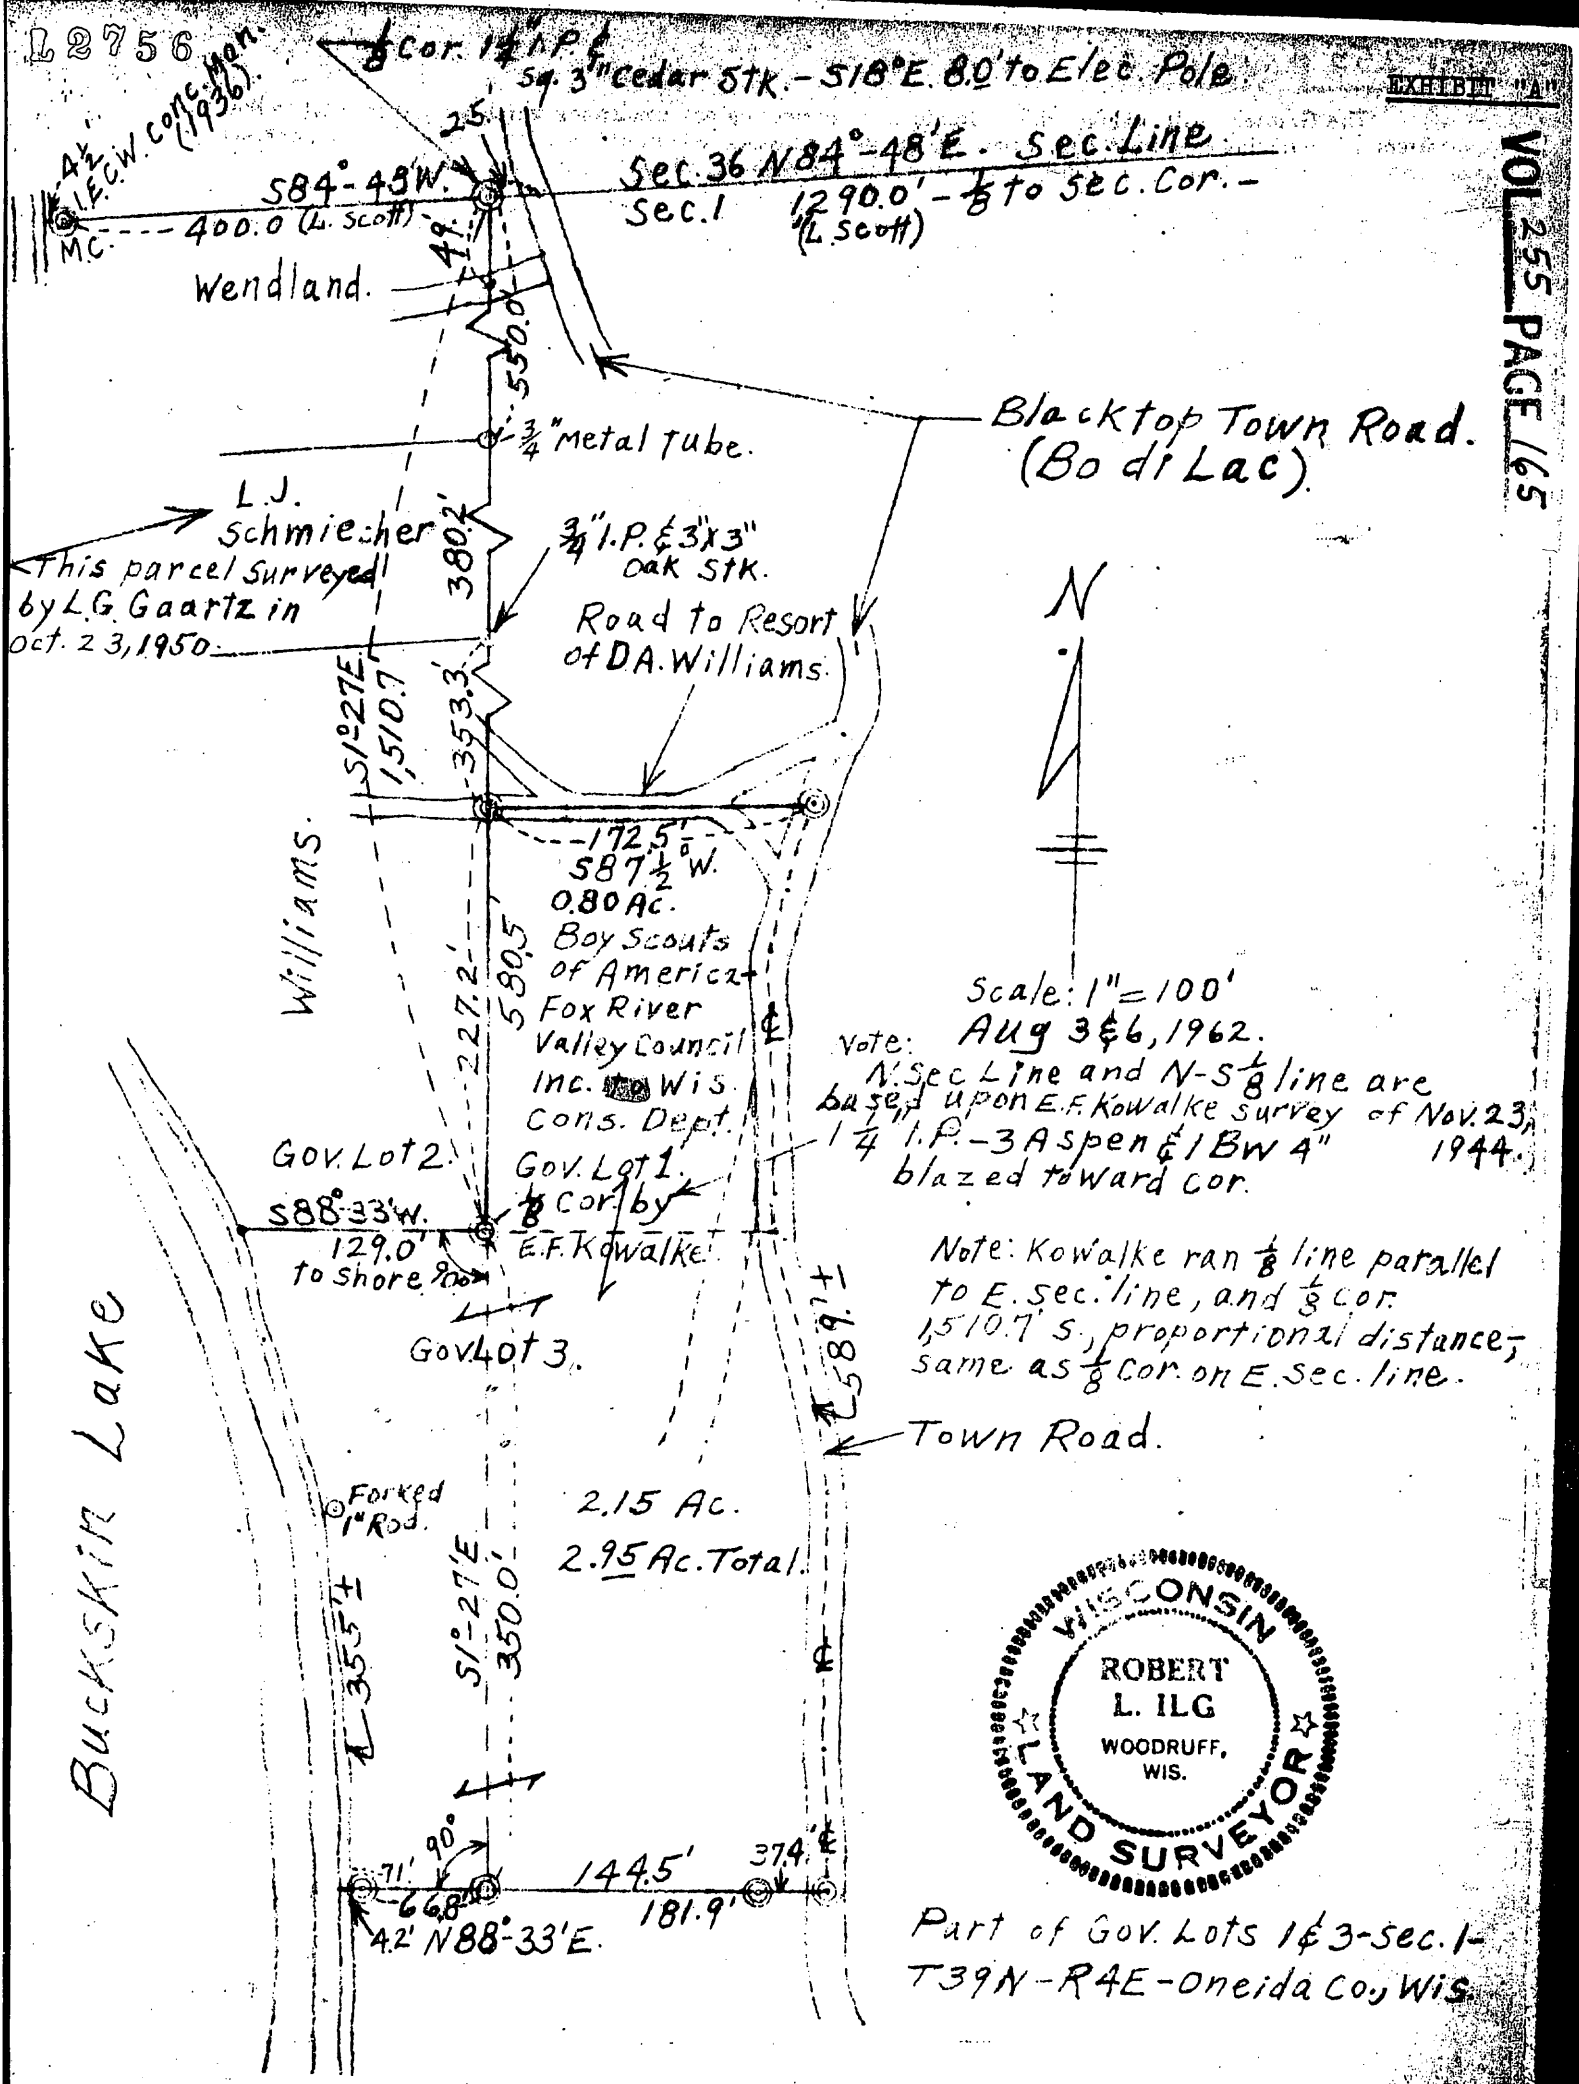 L2756
1/8 Cor. 1 1/4" I.P. &
Sq. 3" Cedar Stk. - S18°E. 8.0' to Elec. Pole.
EXHIBIT "A"
VOL 255 PAGE 165
4 1/2'
I.E.C.W. Conc. Mon.
(1936).
M.C.
25'
S84°-48'W.
400.0 (L. Scott)
Sec. 36 N84°-48'E. Sec. Line
Sec. 1
1290.0' - 1/8 to Sec. Cor. -
(L. Scott)
49.
Wendland.
550.0'
Blacktop Town Road.
(Bo di Lac).
3/4" Metal Tube.
L.J.
Schmiecher
380.2'
3/4" I.P. & 3"x3"
Oak Stk.
This parcel Surveyed
by L.G. Gaartz in
Oct. 23, 1950.
Road to Resort
of D.A. Williams.
N
S1°-27'E
1,510.7'
353.3'
Williams.
172.5'
S87 1/2°W.
0.80 Ac.
Boy Scouts
of America
Fox River
Valley Council
Inc. to Wis.
Cons. Dept.
227.2'
580.5'
Scale: 1"=100'
Aug 3 & 6, 1962.
Note:
N. Sec Line and N-S 1/8 line are
based upon E.F. Kowalke survey of Nov. 23,
1944.
1 1/4" I.P. - 3 Aspen & 1 BW 4"
blazed toward cor.
Gov. Lot 2.
Gov. Lot 1.
1/8 Cor. by
E.F. Kowalke
S88°-33'W.
129.0'
to shore
90°
Gov. Lot 3.
Note: Kowalke ran 1/8 line parallel
to E. sec. line, and 1/8 cor.
1,510.7' S., proportional distance;
same as 1/8 cor. on E. sec. line.
589.'±
Town Road.
Buckskin Lake
Forked
1" Rod.
2.15 Ac.
2.95 Ac. Total.
355'±
S1°-27'E
350.0'
WISCONSIN
ROBERT
L. ILG
WOODRUFF,
WIS.
LAND SURVEYOR
90°
71'
66.8'
4.2'
N88°-33'E.
144.5'
37.4'
181.9'
Part of Gov. Lots 1 & 3 - Sec. 1 -
T39N - R4E - Oneida Co., Wis.